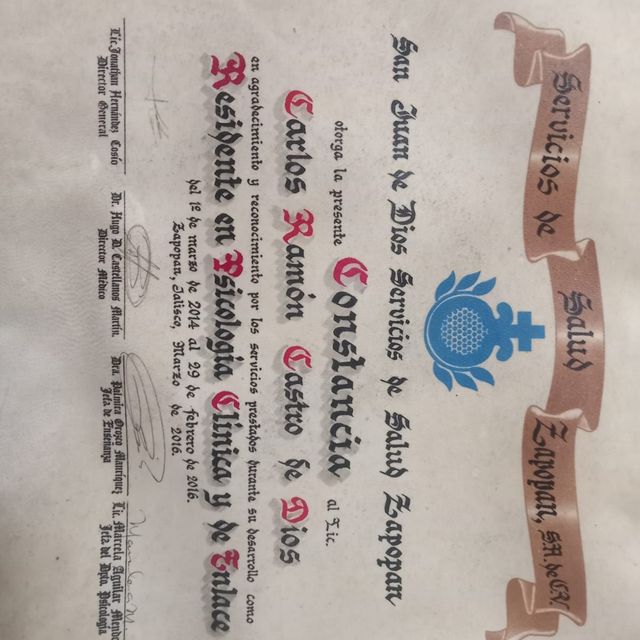 Servicios de Salud Zapopan, SA. de CV.
San Juan de Dios Servicios de Salud Zapopan
otorga la presente Constancia al Lic.
Carlos Ramón Castro de Dios
en agradecimiento y reconocimiento por los servicios prestados durante su desarrollo como
Residente en Psicología Clínica y de Enlace
del 1º de marzo de 2014 al 29 de febrero de 2016.
Zapopan, Jalisco, Marzo de 2016.
Lic. Jonathan Hernández Cosío
Director General
Dr. Hugo D. Castellanos Martín.
Director Médico
Dra. Palmira Oropez Manríquez
Jefa de Enseñanza
Lic. Marcela Aguilar Mende
Jefa del Dpto. Psicología